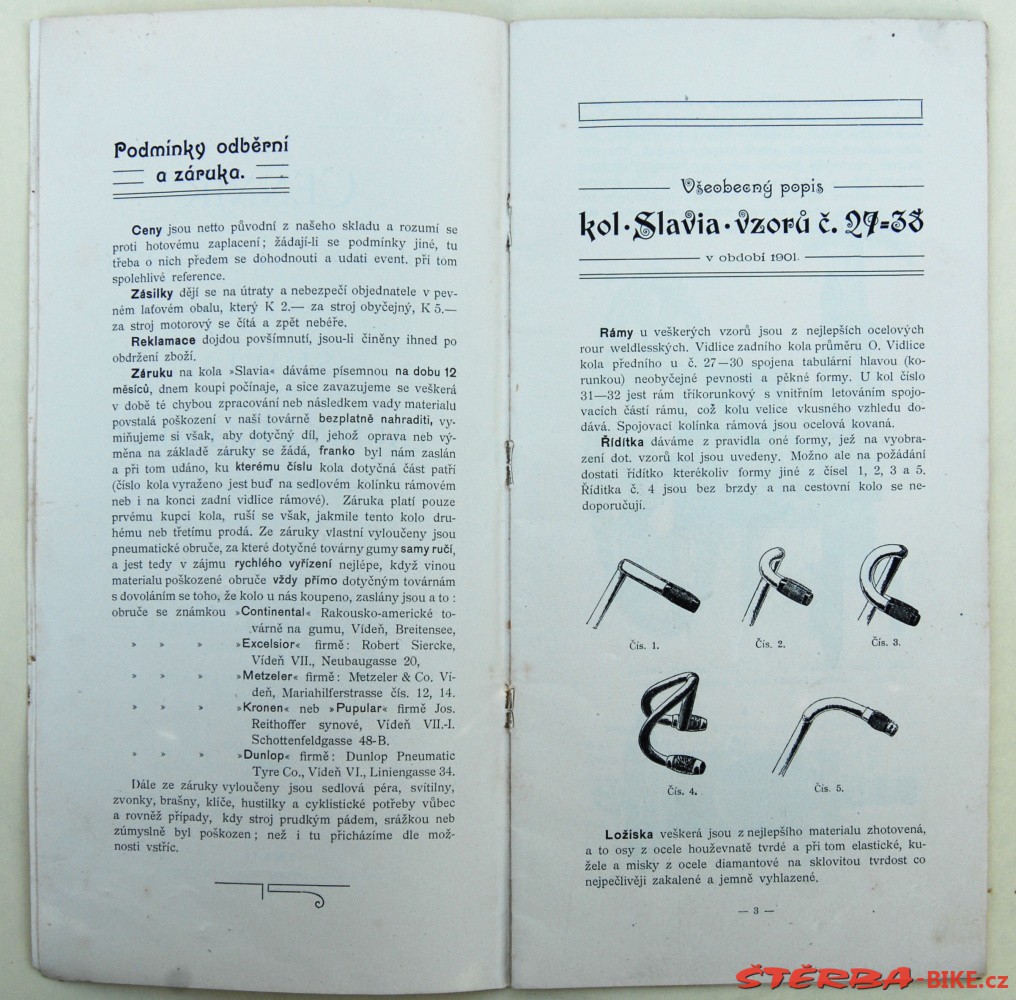 Podmínky odběrní
a záruka.
Ceny jsou netto původní z našeho skladu a rozumí se
proti hotovému zaplacení; žádají-li se podmínky jiné, tu
třeba o nich předem se dohodnouti a udati event. při tom
spolehlivé reference.
Zásilky dějí se na útraty a nebezpečí objednatele v pev-
ném laťovém obalu, který K 2.— za stroj obyčejný, K 5.—
za stroj motorový se čítá a zpět nebéře.
Reklamace dojdou povšímnutí, jsou-li činěny ihned po
obdržení zboží.
Záruku na kola »Slavia« dáváme písemnou na dobu 12
měsíců, dnem koupi počínaje, a sice zavazujeme se veškerá
v době té chybou zpracování neb následkem vady materialu
povstalá poškození v naší továrně bezplatně nahraditi, vy-
miňujeme si však, aby dotyčný díl, jehož oprava neb vý-
měna na základě záruky se žádá, franko byl nám zaslán
a při tom udáno, ku kterému číslu kola dotyčná část patří
(číslo kola vyraženo jest buď na sedlovém kolínku rámovém
neb i na konci zadní vidlice rámové). Záruka platí pouze
prvému kupci kola, ruší se však, jakmile tento kolo dru-
hému neb třetímu prodá. Ze záruky vlastní vyloučeny jsou
pneumatické obruče, za které dotyčné továrny gumy samy ručí,
a jest tedy v zájmu rychlého vyřízení nejlépe, když vinou
materialu poškozené obruče vždy přímo dotyčným továrnám
s dovoláním se toho, že kolo u nás koupeno, zaslány jsou a to:
obruče se známkou »Continental« Rakousko-americké to-
várně na gumu, Vídeň, Breitensee,
» » » »Excelsior« firmě: Robert Siercke,
Vídeň VII., Neubaugasse 20,
» » » »Metzeler« firmě: Metzeler & Co. Ví-
deň, Mariahilferstrasse čís. 12, 14.
» » » »Kronen« neb »Pupular« firmě Jos.
Reithoffer synové, Vídeň VII.-I.
Schottenfeldgasse 48-B.
» » » »Dunlop« firmě: Dunlop Pneumatic
Tyre Co., Vídeň VI., Liniengasse 34.
Dále ze záruky vyloučeny jsou sedlová péra, svítilny,
zvonky, brašny, klíče, hustilky a cyklistické potřeby vůbec
a rovněž případy, kdy stroj prudkým pádem, srážkou neb
zúmyslně byl poškozen; než i tu přicházíme dle mož-
nosti vstříc.
Všeobecný popis
kol · Slavia · vzorů č. 27=33
v období 1901.
Rámy u veškerých vzorů jsou z nejlepších ocelových
rour weldlesských. Vidlice zadního kola průměru O. Vidlice
kola předního u č. 27—30 spojena tabulární hlavou (ko-
runkou) neobyčejné pevnosti a pěkné formy. U kol číslo
31—32 jest rám tříkorunkový s vnitřním letováním spojo-
vacích částí rámu, což kolu velice vkusného vzhledu do-
dává. Spojovací kolínka rámová jsou ocelová kovaná.
Řídítka dáváme z pravidla oné formy, jež na vyobra-
zení dot. vzorů kol jsou uvedeny. Možno ale na požádání
dostati řídítko kterékoliv formy jiné z čísel 1, 2, 3 a 5.
Řídítka č. 4 jsou bez brzdy a na cestovní kolo se ne-
doporučují.
Čís. 1.
Čís. 2.
Čís. 3.
Čís. 4.
Čís. 5.
Ložiska veškerá jsou z nejlepšího materialu zhotovená,
a to osy z ocele houževnatě tvrdé a při tom elastické, ku-
žele a misky z ocele diamantové na sklovitou tvrdost co
nejpečlivěji zakalené a jemně vyhlazené.
— 3 —
ŠTĚRBA-BIKE.cz